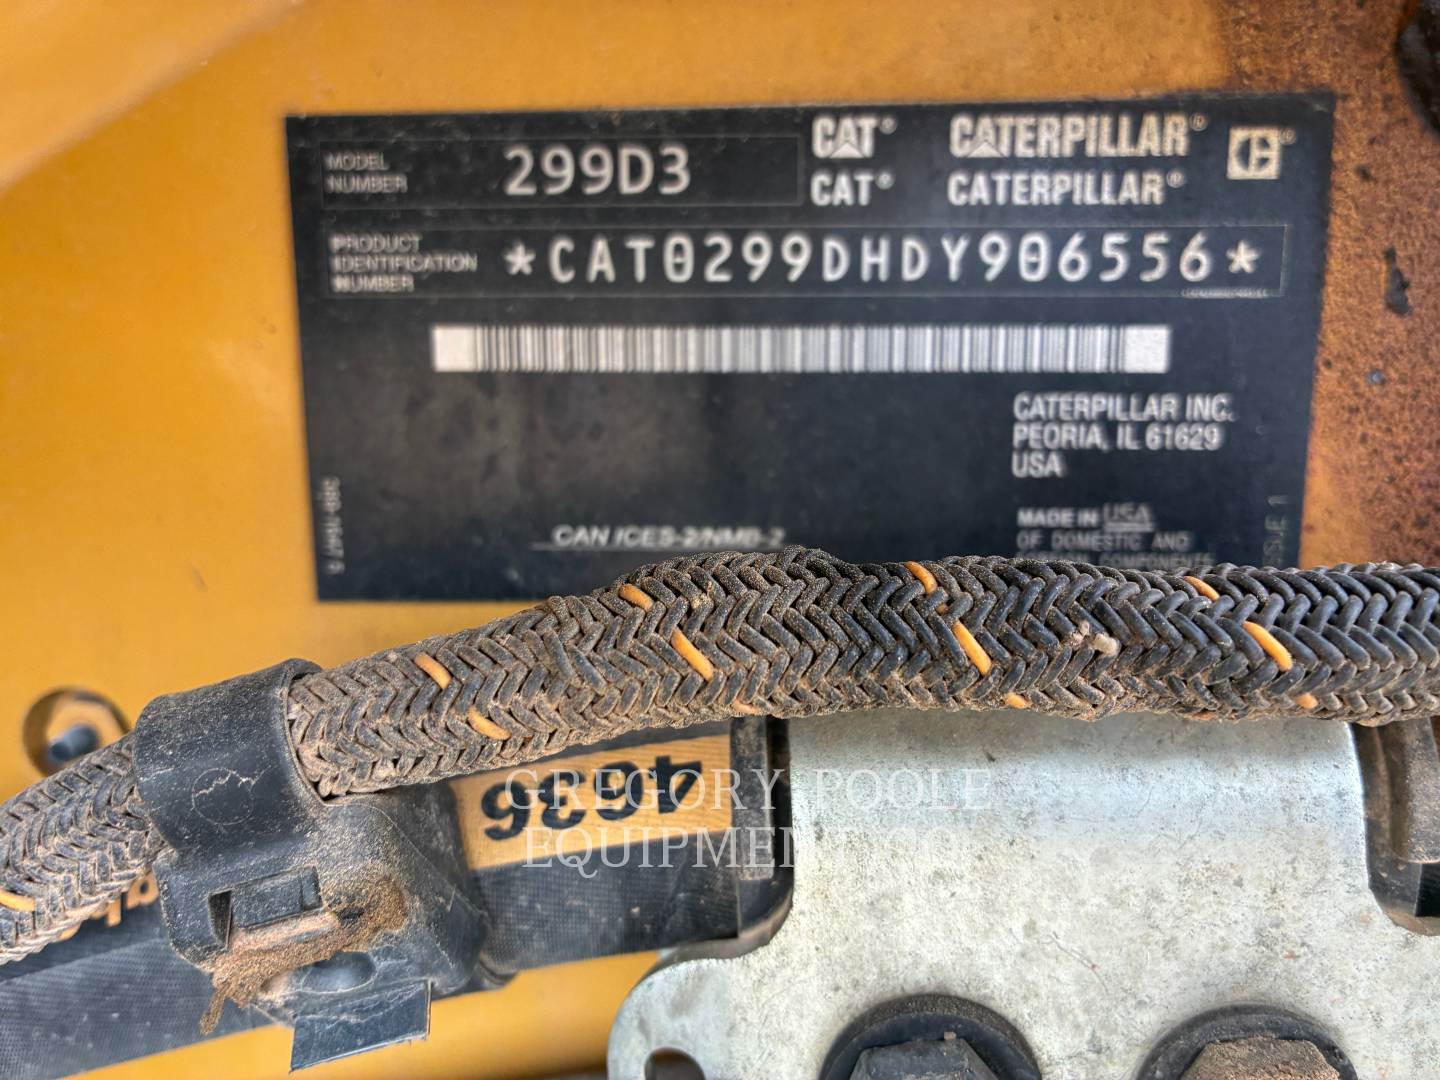 MODEL NUMBER 299D3
CAT® CATERPILLAR®
CAT® CATERPILLAR®
PRODUCT IDENTIFICATION NUMBER *CAT0299DHDY906556*
CATERPILLAR INC.
PEORIA, IL 61629
USA
CAN ICES-2/NMB-2
MADE IN USA
OF DOMESTIC AND
4636
GREGORY POOLE
EQUIPMENT CO.